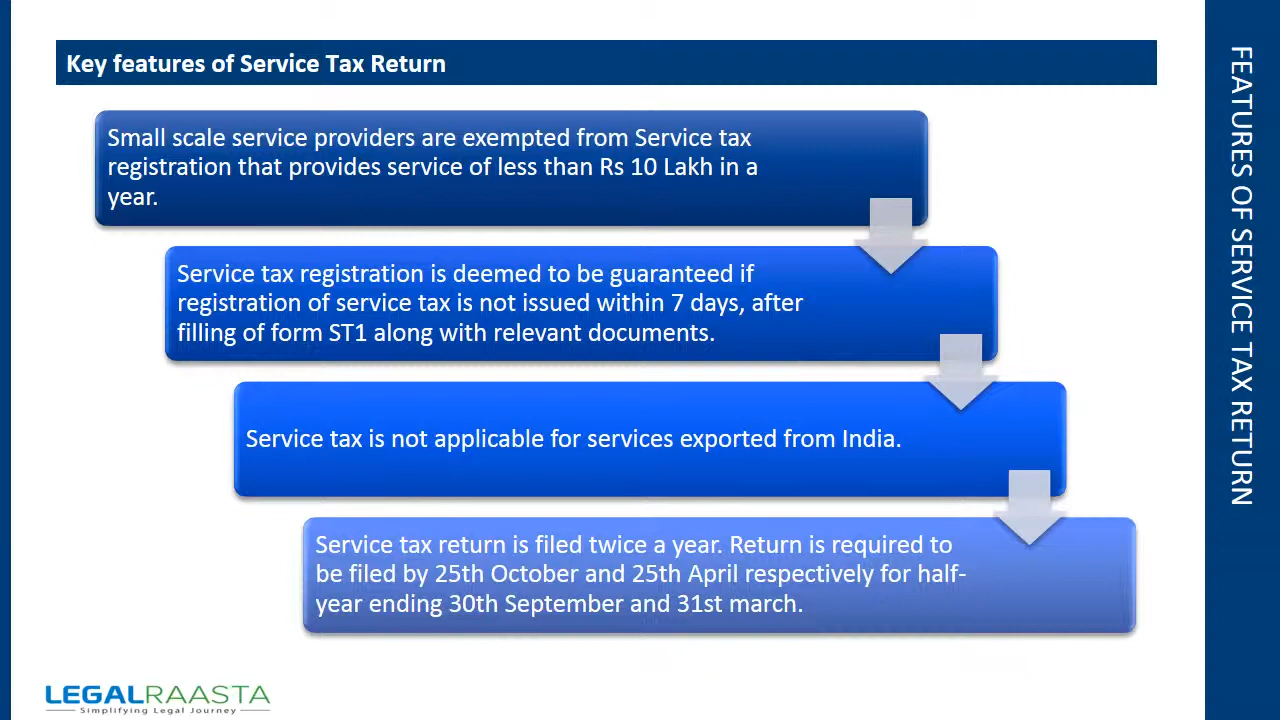 Key features of Service Tax Return
Small scale service providers are exempted from Service tax
registration that provides service of less than Rs 10 Lakh in a
year.
Service tax registration is deemed to be guaranteed if
registration of service tax is not issued within 7 days, after
filling of form ST1 along with relevant documents.
Service tax is not applicable for services exported from India.
Service tax return is filed twice a year. Return is required to
be filed by 25th October and 25th April respectively for half-
year ending 30th September and 31st march.
FEATURES OF SERVICE TAX RETURN
LEGALRAASTA
Simplifying Legal Journey